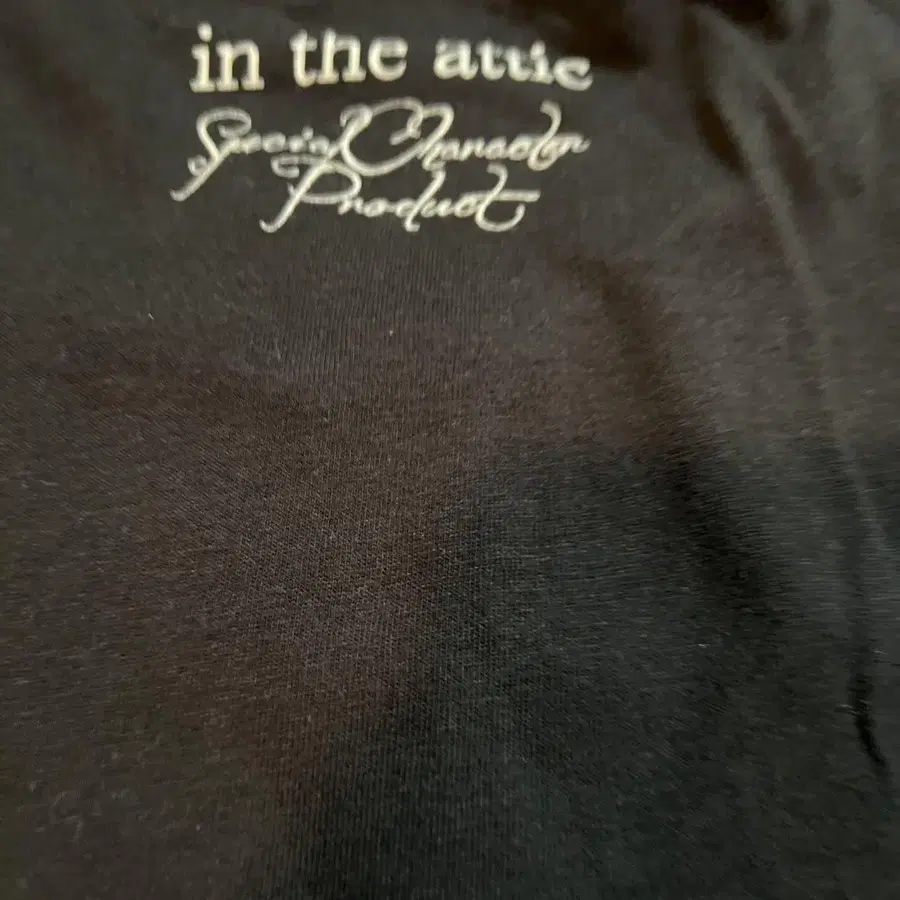 in the attic
Special Character
Product